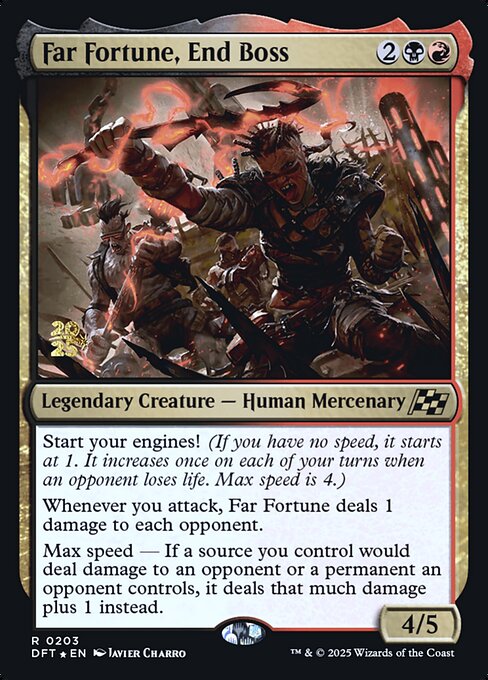 Far Fortune, End Boss 2
2025
Legendary Creature — Human Mercenary
Start your engines! (If you have no speed, it starts
at 1. It increases once on each of your turns when
an opponent loses life. Max speed is 4.)
Whenever you attack, Far Fortune deals 1
damage to each opponent.
Max speed — If a source you control would
deal damage to an opponent or a permanent an
opponent controls, it deals that much damage
plus 1 instead.
4/5
R 0203
DFT ★ EN Javier Charro
™ & © 2025 Wizards of the Coast